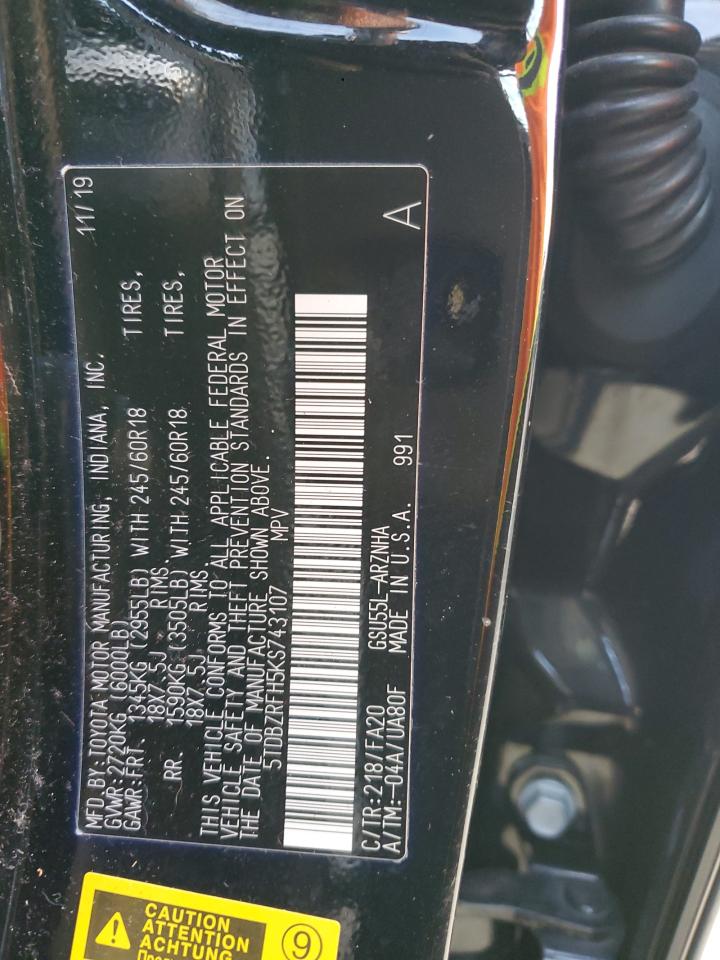 MFD.BY:TOYOTA MOTOR MANUFACTURING, INDIANA, INC. 11/19
GVWR:2720KG (6000LB)
GAWR:FRT. 1345KG (2955LB) WITH 245/60R18 TIRES,
18X7.5J RIMS,
RR. 1590KG (3505LB) WITH 245/60R18 TIRES,
18X7.5J RIMS.
THIS VEHICLE CONFORMS TO ALL APPLICABLE FEDERAL MOTOR
VEHICLE SAFETY AND THEFT PREVENTION STANDARDS IN EFFECT ON
THE DATE OF MANUFACTURE SHOWN ABOVE.
5TDBZRFH5KS743107 MPV
C/TR:218/FA20 GSU55L-ARZNHA
A/TM:-04A/UA80F MADE IN U.S.A. 991 A
CAUTION
ATTENTION
ACHTUNG
9